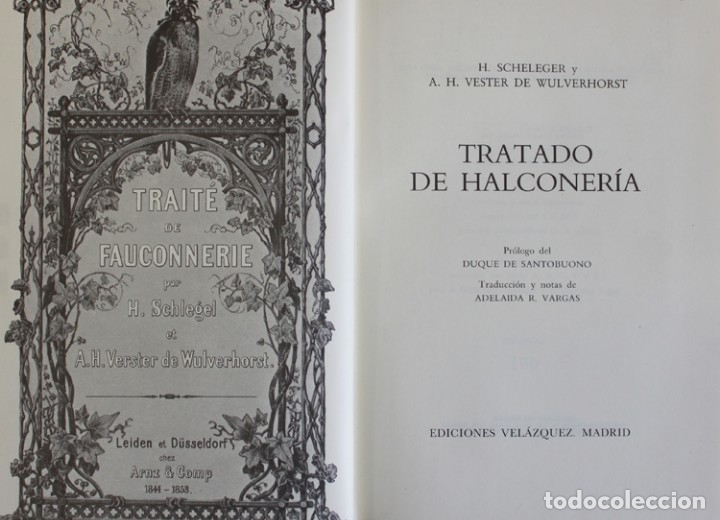 TRAITÉ
DE
FAUCONNERIE
par
H. Schlegel
et
A.H. Verster de Wulverhorst.
Leiden et Düsseldorf
chez
Arnz & Comp
1844 – 1853.
H. SCHELEGER y
A. H. VESTER DE WULVERHORST
TRATADO
DE HALCONERÍA
Prólogo del
DUQUE DE SANTOBUONO
Traducción y notas de
ADELAIDA R. VARGAS
EDICIONES VELÁZQUEZ. MADRID
todocoleccion